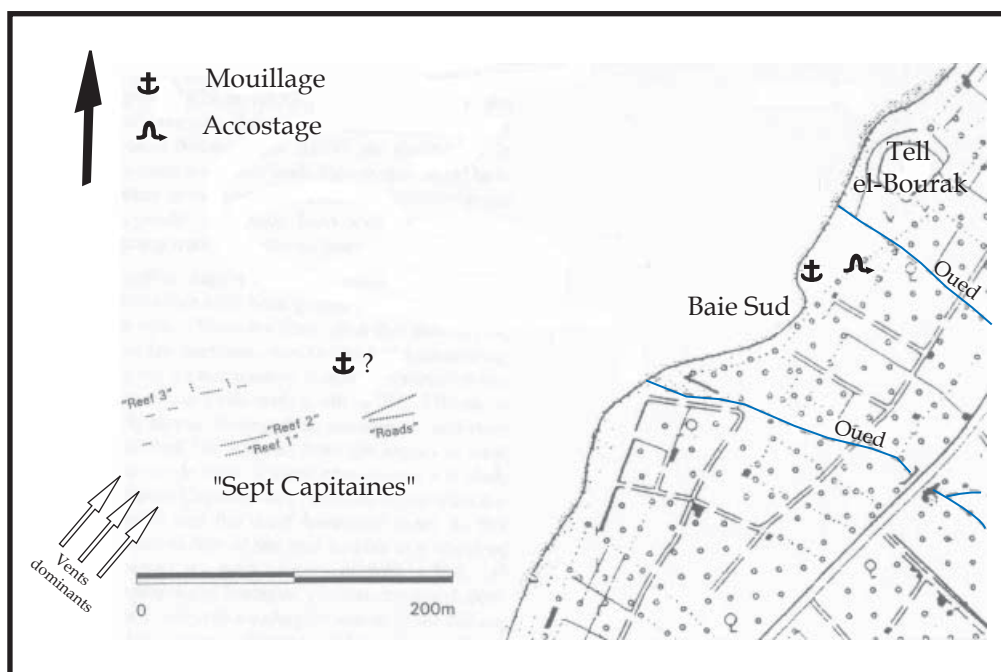 Mouillage
Accostage
Tell
el-Bourak
Oued
Baie Sud
?
"Reef 3"
"Reef 2"
"Reef 1"
"Roads"
Oued
"Sept Capitaines"
Vents
dominants
0
200m